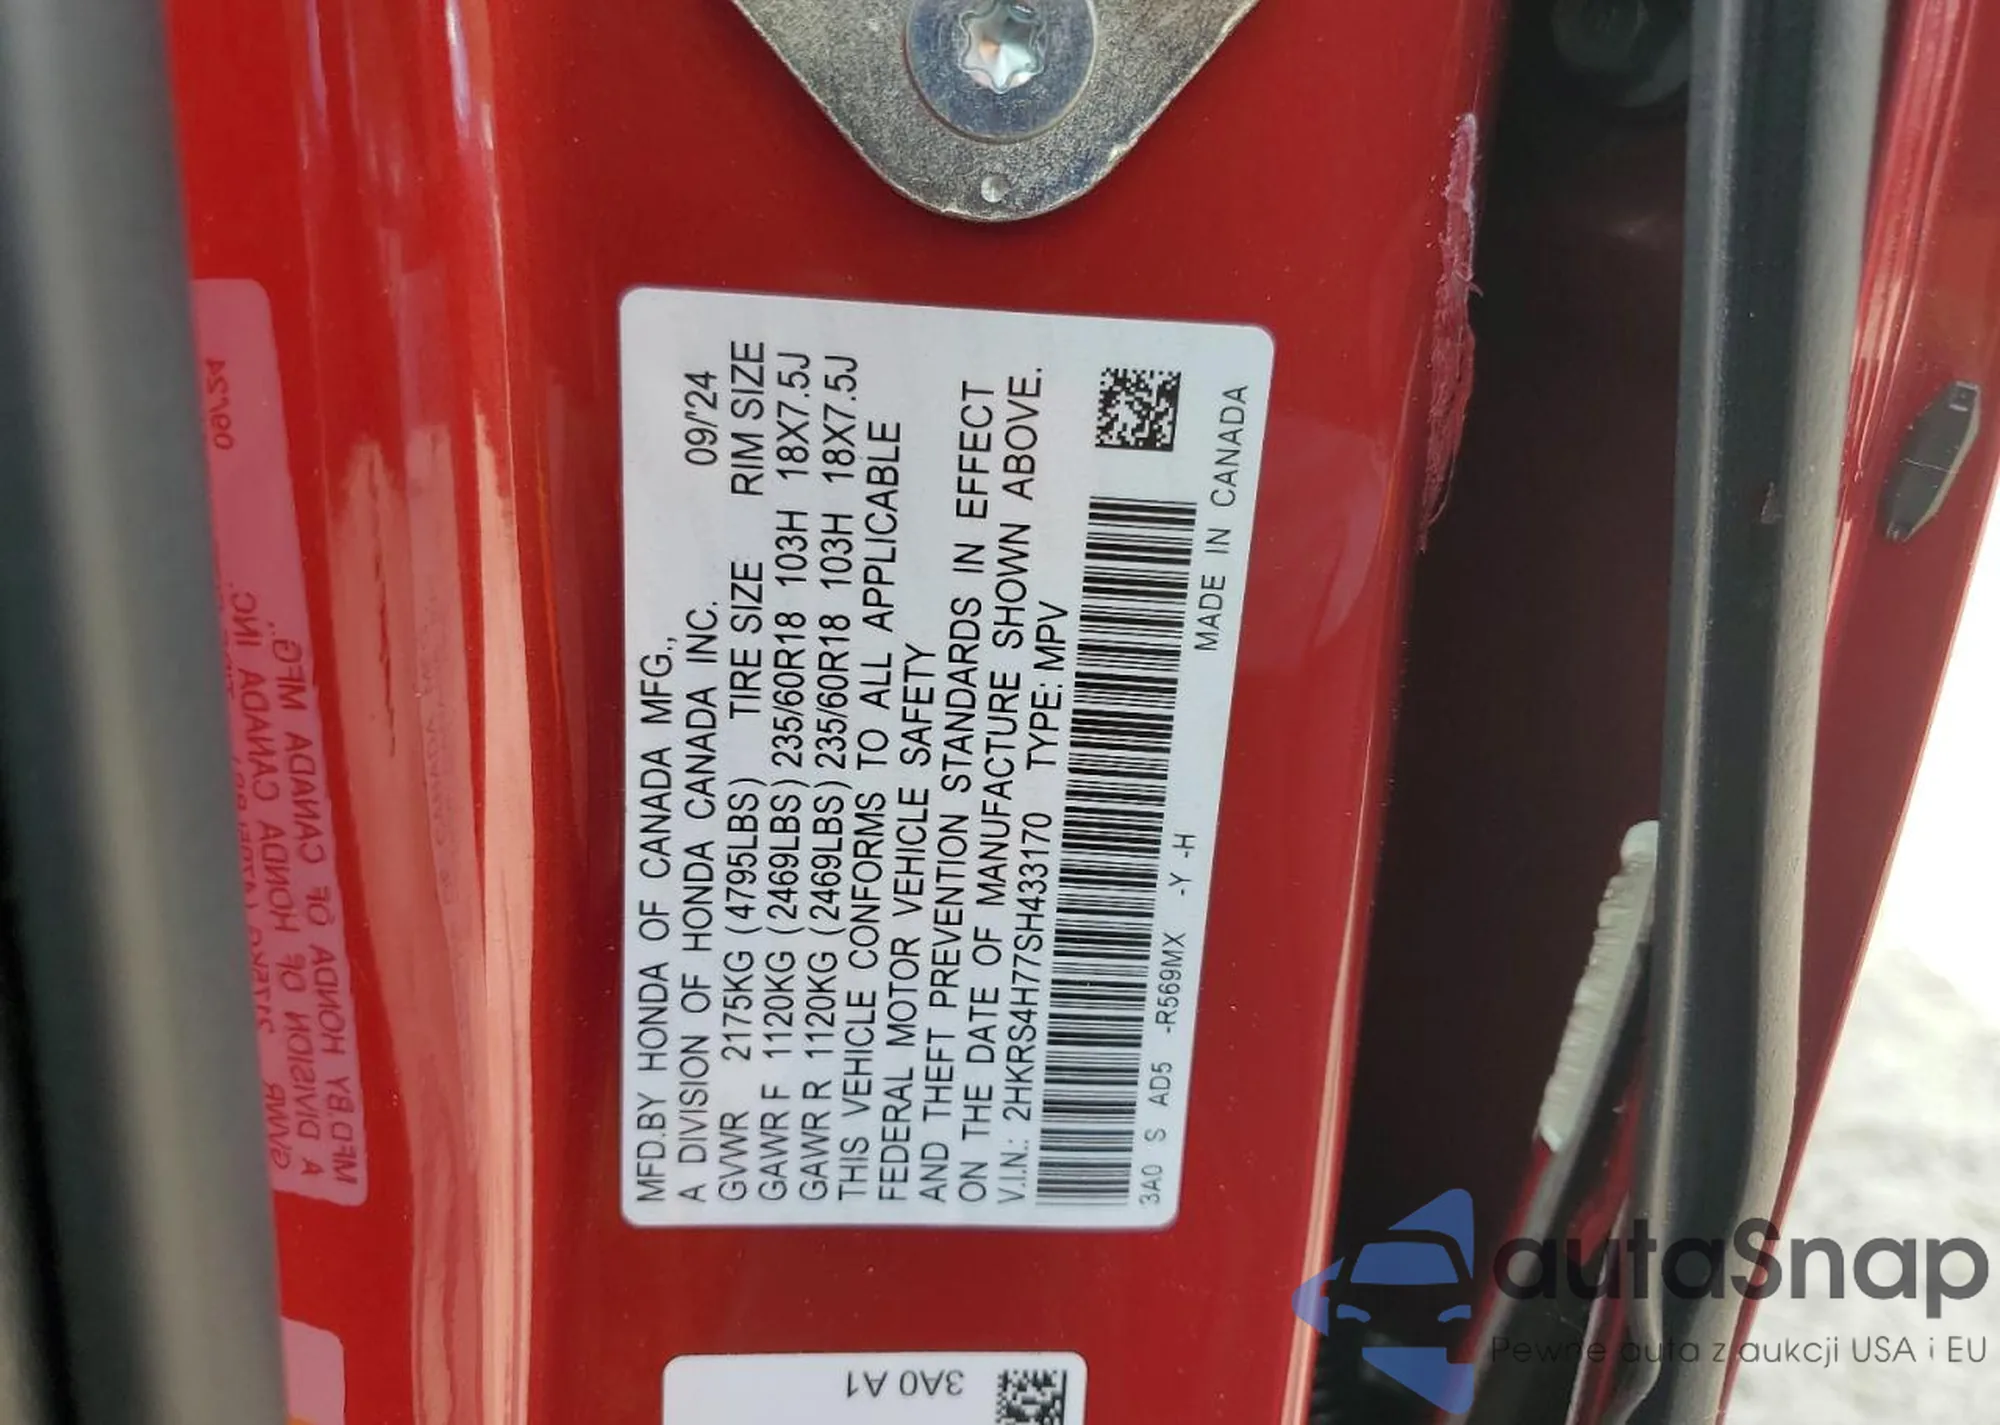 MFD.BY HONDA OF CANADA MFG.,
A DIVISION OF HONDA CANADA INC. 09/'24
GVWR 2175KG (4795LBS) TIRE SIZE RIM SIZE
GAWR F 1120KG (2469LBS) 235/60R18 103H 18X7.5J
GAWR R 1120KG (2469LBS) 235/60R18 103H 18X7.5J
THIS VEHICLE CONFORMS TO ALL APPLICABLE
FEDERAL MOTOR VEHICLE SAFETY
AND THEFT PREVENTION STANDARDS IN EFFECT
ON THE DATE OF MANUFACTURE SHOWN ABOVE.
V.I.N.: 2HKRS4H77SH433170 TYPE: MPV
3A0 S AD5 -R569MX -Y -H
MADE IN CANADA
3A0 A1
autaSnap
Pewne auta z aukcji USA i EU